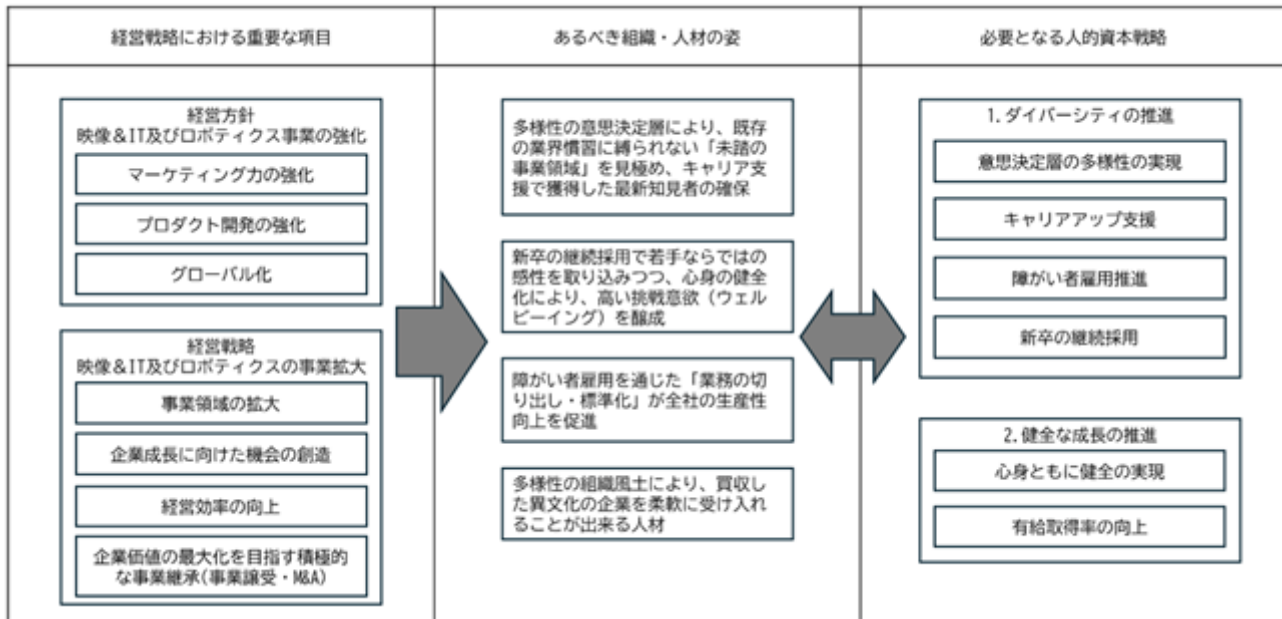 経営戦略における重要な項目
あるべき組織・人材の姿
必要となる人的資本戦略
経営方針
映像&IT及びロボティクス事業の強化
マーケティング力の強化
プロダクト開発の強化
グローバル化
経営戦略
映像&IT及びロボティクスの事業拡大
事業領域の拡大
企業成長に向けた機会の創造
経営効率の向上
企業価値の最大化を目指す積極的
な事業継承(事業譲受・M&A)
多様性の意思決定層により、既存
の業界慣習に縛られない「未踏の
事業領域」を見極め、キャリア支
援で獲得した最新知見者の確保
新卒の継続採用で若手ならではの
感性を取り込みつつ、心身の健全
化により、高い挑戦意欲（ウェル
ビーイング）を醸成
障がい者雇用を通じた「業務の切
り出し・標準化」が全社の生産性
向上を促進
多様性の組織風土により、買収し
た異文化の企業を柔軟に受け入れ
ることが出来る人材
1.ダイバーシティの推進
意思決定層の多様性の実現
キャリアアップ支援
障がい者雇用推進
新卒の継続採用
2.健全な成長の推進
心身ともに健全の実現
有給取得率の向上